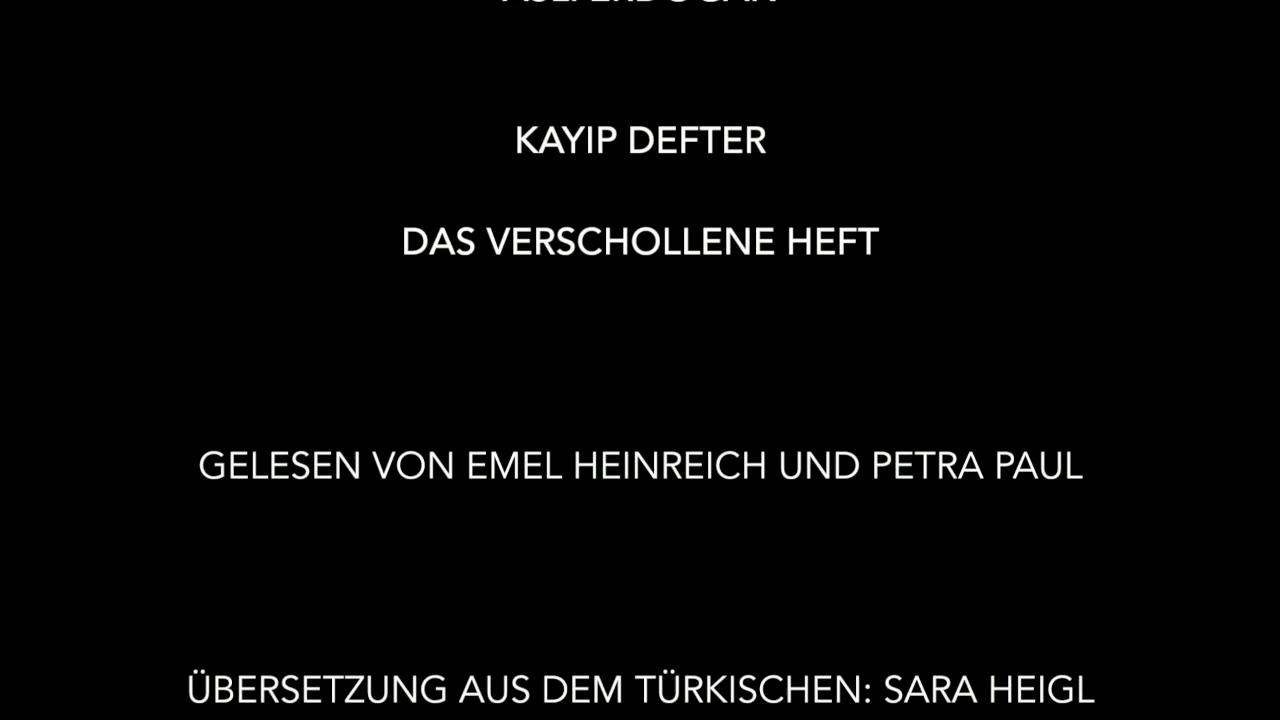 KAYIP DEFTER
DAS VERSCHOLLENE HEFT
GELESEN VON EMEL HEINREICH UND PETRA PAUL
ÜBERSETZUNG AUS DEM TÜRKISCHEN: SARA HEIGL